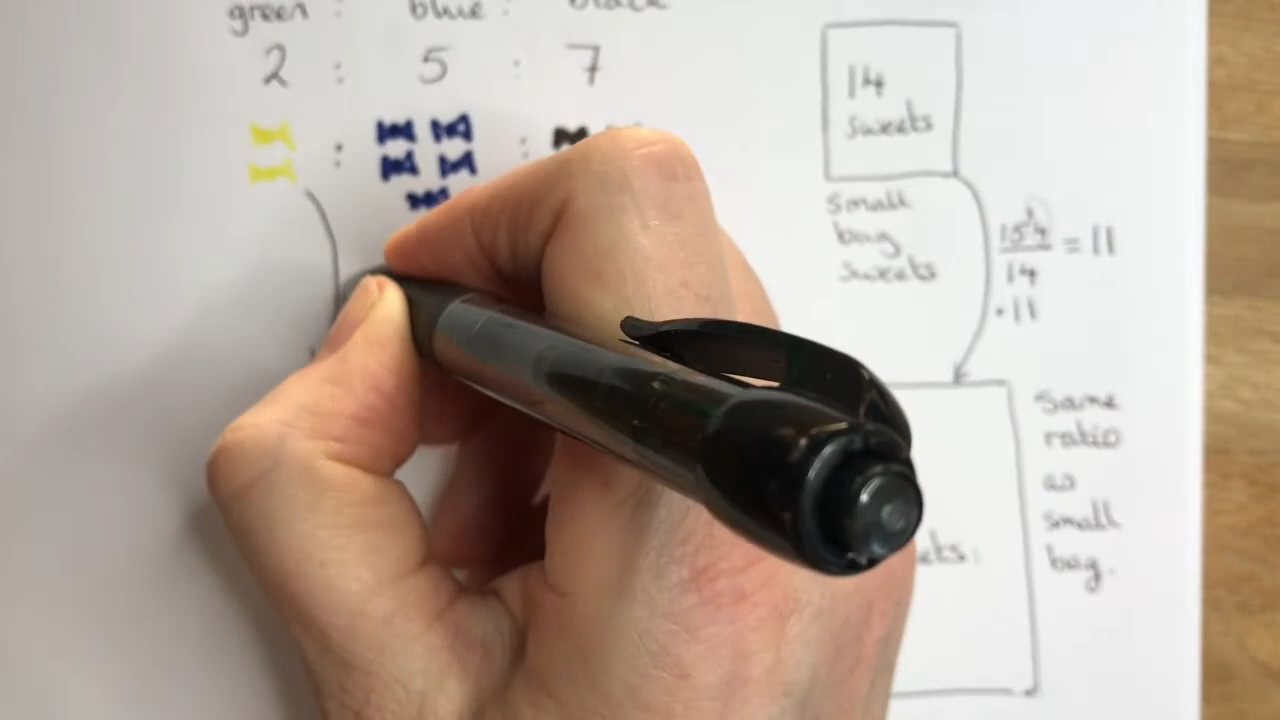 green : blue : black
2 : 5 : 7
: :
14
sweets
small
bag
sweets
154
14
= 11
·11
same
ratio
as
small
bag.